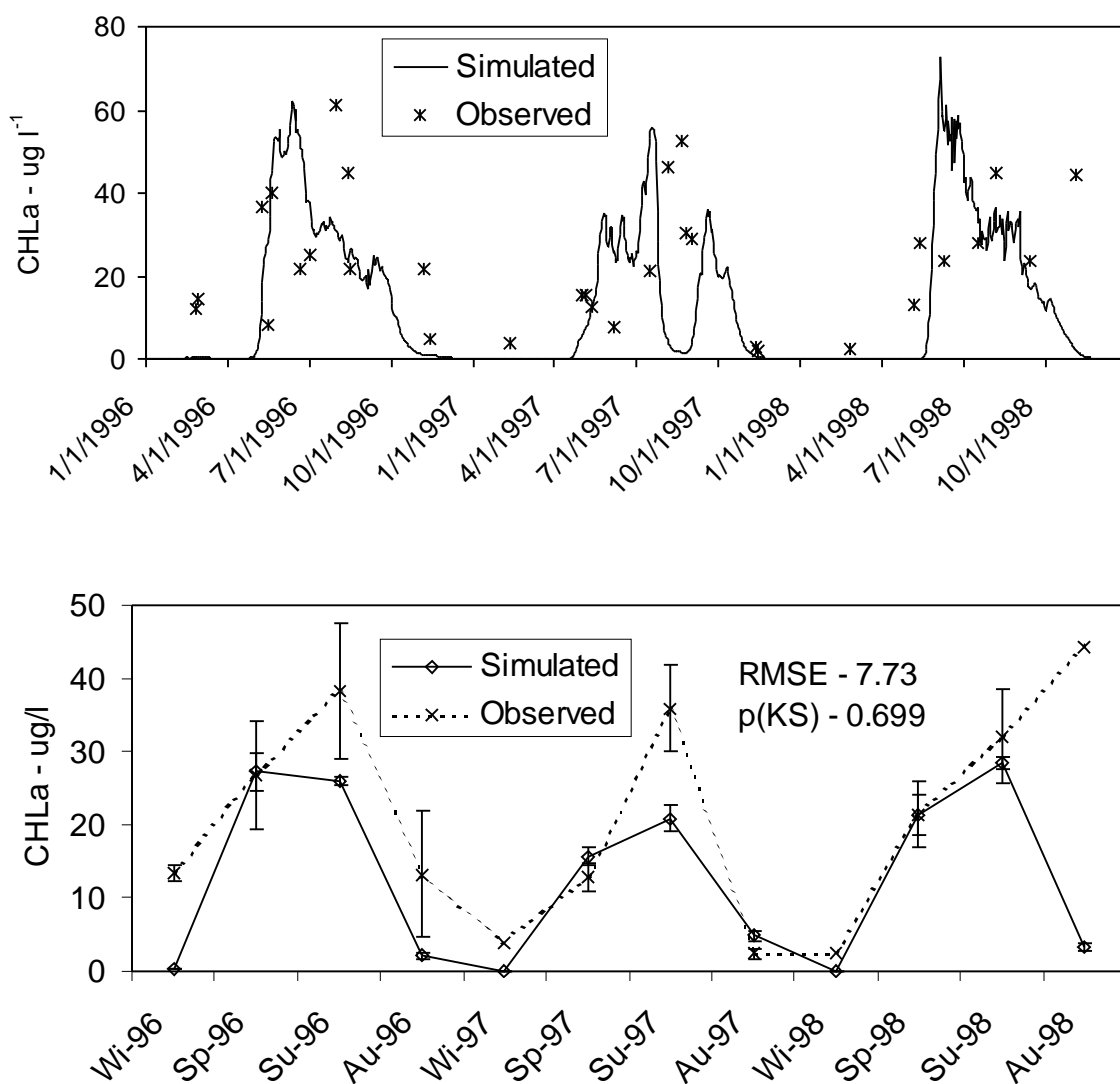 80
60
40
20
0
CHLa - ug l-1
Simulated
Observed
1/1/1996
4/1/1996
7/1/1996
10/1/1996
1/1/1997
4/1/1997
7/1/1997
10/1/1997
1/1/1998
4/1/1998
7/1/1998
10/1/1998
50
40
30
20
10
0
CHLa - ug/l
Simulated
Observed
RMSE - 7.73
p(KS) - 0.699
Wi-96
Sp-96
Su-96
Au-96
Wi-97
Sp-97
Su-97
Au-97
Wi-98
Sp-98
Su-98
Au-98